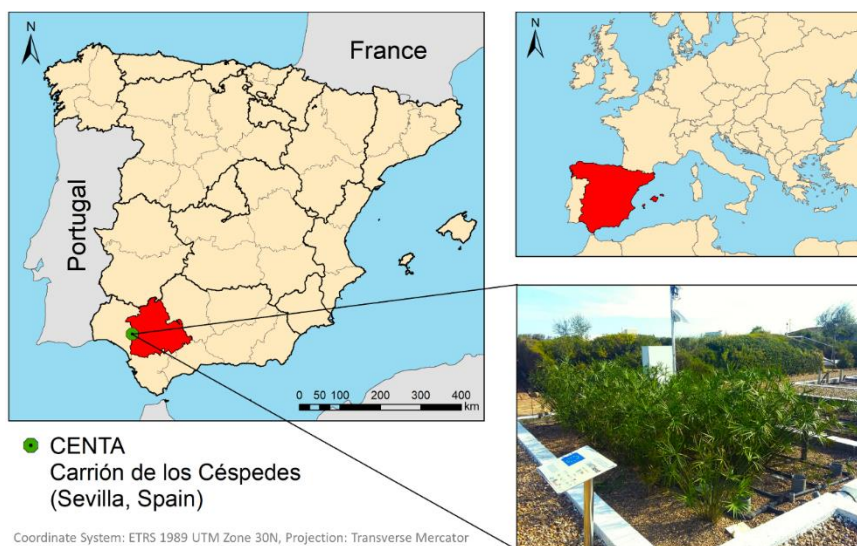 N
France
Portugal
0 50 100 200 300 400
km
N
CENTA
Carrión de los Céspedes
(Sevilla, Spain)
Coordinate System: ETRS 1989 UTM Zone 30N, Projection: Transverse Mercator